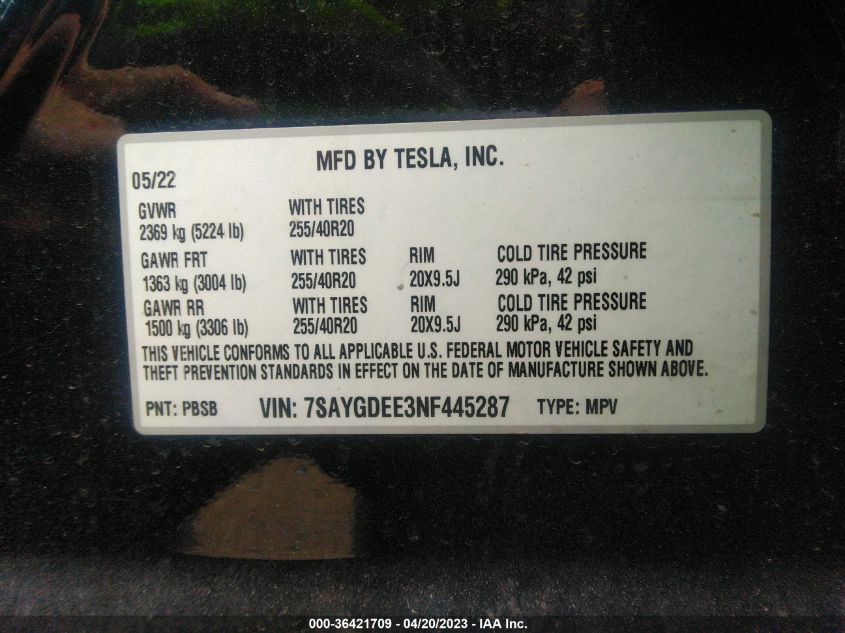 MFD BY TESLA, INC.
05/22
GVWR WITH TIRES
2369 kg (5224 lb) 255/40R20
GAWR FRT WITH TIRES RIM COLD TIRE PRESSURE
1363 kg (3004 lb) 255/40R20 20X9.5J 290 kPa, 42 psi
GAWR RR WITH TIRES RIM COLD TIRE PRESSURE
1500 kg (3306 lb) 255/40R20 20X9.5J 290 kPa, 42 psi
THIS VEHICLE CONFORMS TO ALL APPLICABLE U.S. FEDERAL MOTOR VEHICLE SAFETY AND
THEFT PREVENTION STANDARDS IN EFFECT ON THE DATE OF MANUFACTURE SHOWN ABOVE.
PNT: PBSB VIN: 7SAYGDEE3NF445287 TYPE: MPV
000-36421709 - 04/20/2023 - IAA Inc.